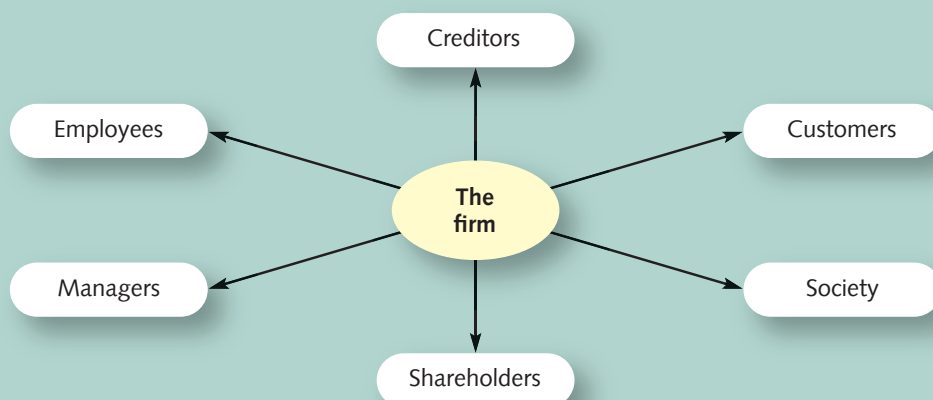 Creditors
Employees
Customers
The
firm
Managers
Society
Shareholders